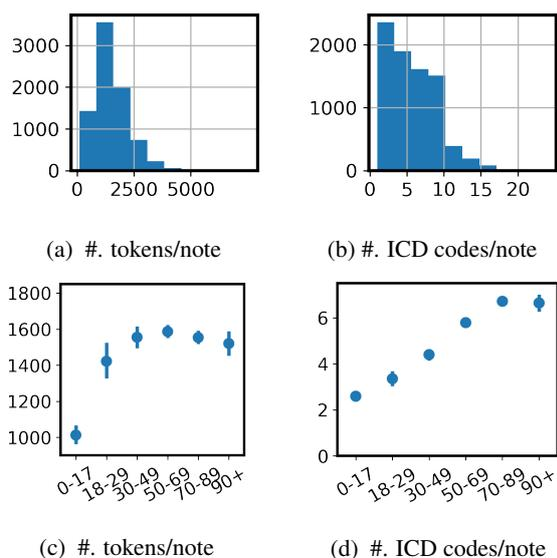 3000
2000
1000
0
0 2500 5000
2000
1000
0
0 5 10 15 20
(a) #. tokens/note
(b) #. ICD codes/note
1800
1600
1400
1200
1000
0-17 18-29 30-49 50-69 70-89 90+
6
4
2
0
0-17 18-29 30-49 50-69 70-89 90+
(c) #. tokens/note
(d) #. ICD codes/note